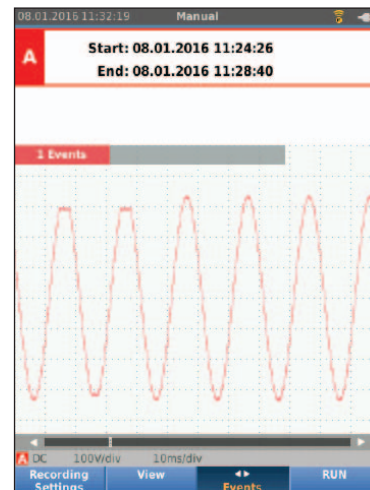 08.01.2016 11:32:19 Manual
A
Start: 08.01.2016 11:24:26
End: 08.01.2016 11:28:40
1 Events
A DC 100V/div 10ms/div
Recording Settings View Events RUN